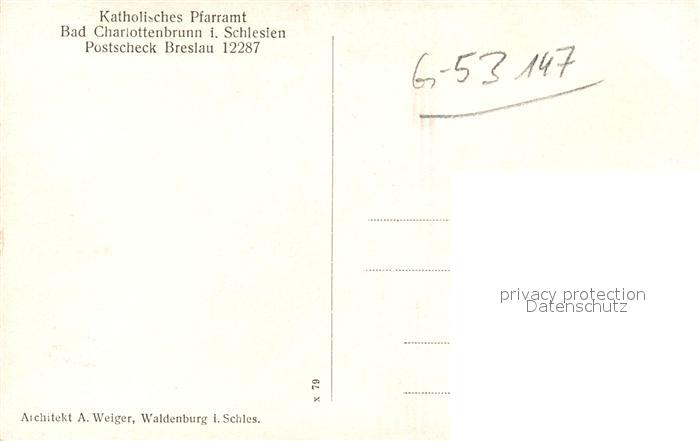 Katholisches Pfarramt
Bad Charlottenbrunn i. Schlesien
Postscheck Breslau 12287
G-53 147
privacy protection
Datenschutz
x 79
Architekt A. Weiger, Waldenburg i. Schles.